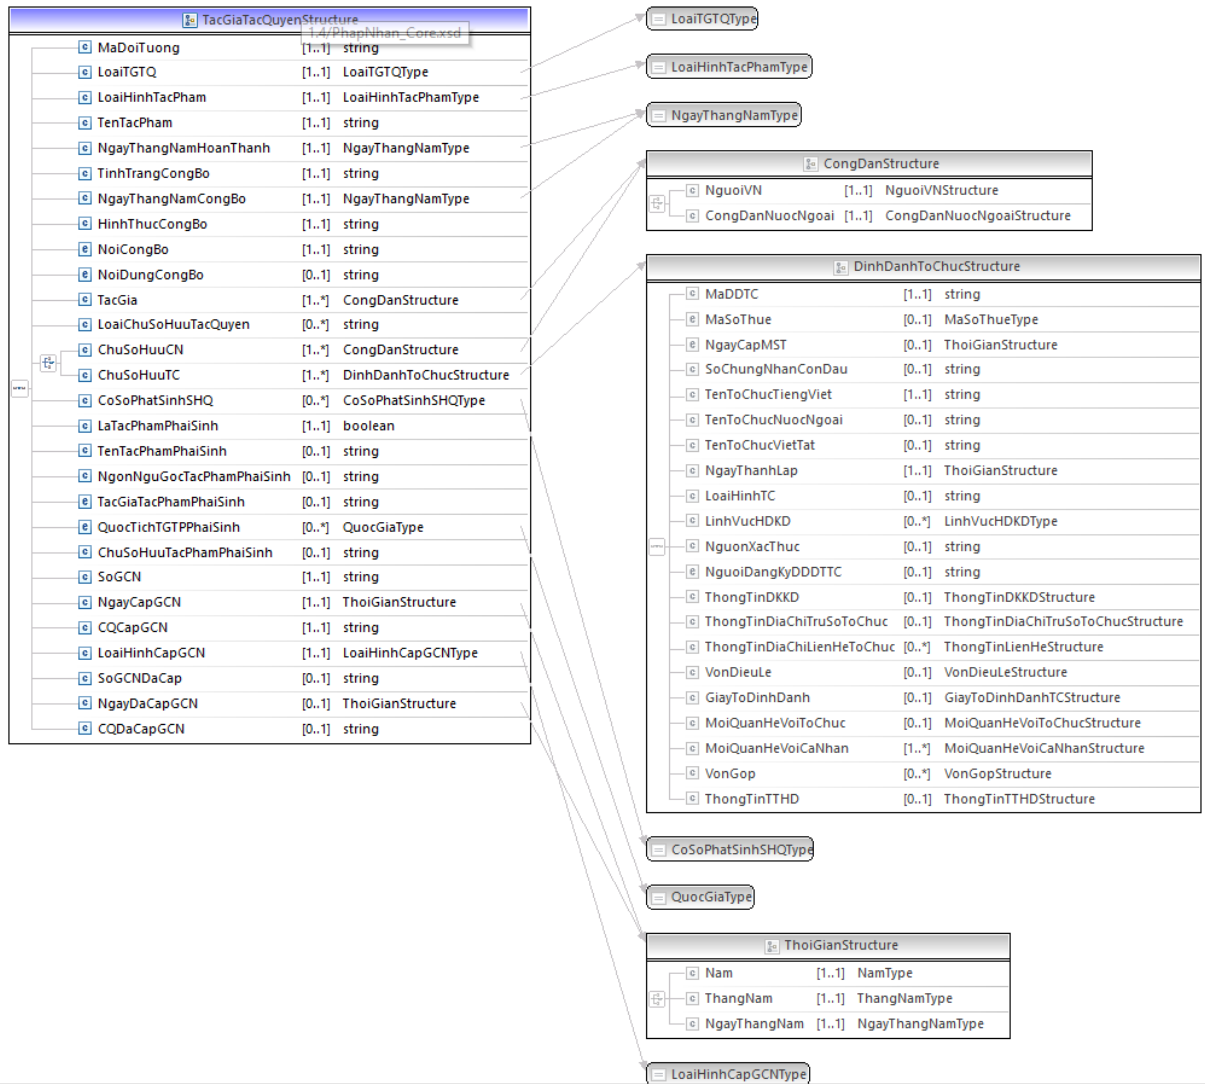 TacGiaTacQuyenStructure
1.4/PhapNhan_Core.xsd
MaDoiTuong [1..1] string
LoaiTGTQ [1..1] LoaiTGTQType
LoaiHinhTacPham [1..1] LoaiHinhTacPhamType
TenTacPham [1..1] string
NgayThangNamHoanThanh [1..1] NgayThangNamType
TinhTrangCongBo [1..1] string
NgayThangNamCongBo [1..1] NgayThangNamType
HinhThucCongBo [1..1] string
NoiCongBo [1..1] string
NoiDungCongBo [0..1] string
TacGia [1..*] CongDanStructure
LoaiChuSoHuuTacQuyen [0..*] string
ChuSoHuuCN [1..*] CongDanStructure
ChuSoHuuTC [1..*] DinhDanhToChucStructure
CoSoPhatSinhSHQ [0..*] CoSoPhatSinhSHQType
LaTacPhamPhaiSinh [1..1] boolean
TenTacPhamPhaiSinh [0..1] string
NgonNguGocTacPhamPhaiSinh [0..1] string
TacGiaTacPhamPhaiSinh [0..1] string
QuocTichTGTPPhaiSinh [0..*] QuocGiaType
ChuSoHuuTacPhamPhaiSinh [0..1] string
SoGCN [1..1] string
NgayCapGCN [1..1] ThoiGianStructure
CQCapGCN [1..1] string
LoaiHinhCapGCN [1..1] LoaiHinhCapGCNType
SoGCNDaCap [0..1] string
NgayDaCapGCN [0..1] ThoiGianStructure
CQDaCapGCN [0..1] string
LoaiTGTQType
LoaiHinhTacPhamType
NgayThangNamType
CongDanStructure
NguoiVN [1..1] NguoiVNStructure
CongDanNuocNgoai [1..1] CongDanNuocNgoaiStructure
DinhDanhToChucStructure
MaDDTC [1..1] string
MaSoThue [0..1] MaSoThueType
NgayCapMST [0..1] ThoiGianStructure
SoChungNhanConDau [0..1] string
TenToChucTiengViet [1..1] string
TenToChucNuocNgoai [0..1] string
TenToChucVietTat [0..1] string
NgayThanhLap [1..1] ThoiGianStructure
LoaiHinhTC [0..1] string
LinhVucHDKD [0..*] LinhVucHDKDType
NguonXacThuc [0..1] string
NguoiDangKyDDDTTC [0..1] string
ThongTinDKKD [0..1] ThongTinDKKDStructure
ThongTinDiaChiTruSoToChuc [0..1] ThongTinDiaChiTruSoToChucStructure
ThongTinDiaChiLienHeToChuc [0..*] ThongTinLienHeStructure
VonDieuLe [0..1] VonDieuLeStructure
GiayToDinhDanh [0..1] GiayToDinhDanhTCStructure
MoiQuanHeVoiToChuc [0..1] MoiQuanHeVoiToChucStructure
MoiQuanHeVoiCaNhan [1..*] MoiQuanHeVoiCaNhanStructure
VonGop [0..*] VonGopStructure
ThongTinTTHD [0..1] ThongTinTTHDStructure
CoSoPhatSinhSHQType
QuocGiaType
ThoiGianStructure
Nam [1..1] NamType
ThangNam [1..1] ThangNamType
NgayThangNam [1..1] NgayThangNamType
LoaiHinhCapGCNType